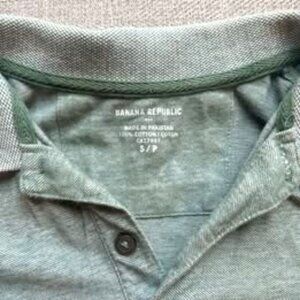 BANANA REPUBLIC
MADE IN PAKISTAN
100% COTTON / COTON
S / P